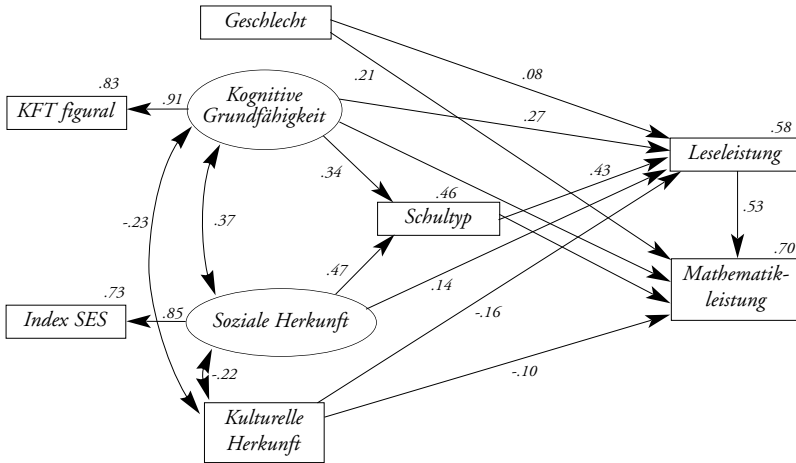 Geschlecht
.83
.21
.08
KFT figural
.91
Kognitive
Grundfähigkeit
.27
.58
Leseleistung
.34
.46
.43
-.23
.37
Schultyp
.53
.70
Mathematik-
leistung
.47
.14
.73
Index SES
.85
Soziale Herkunft
-.16
-.22
-.10
Kulturelle
Herkunft